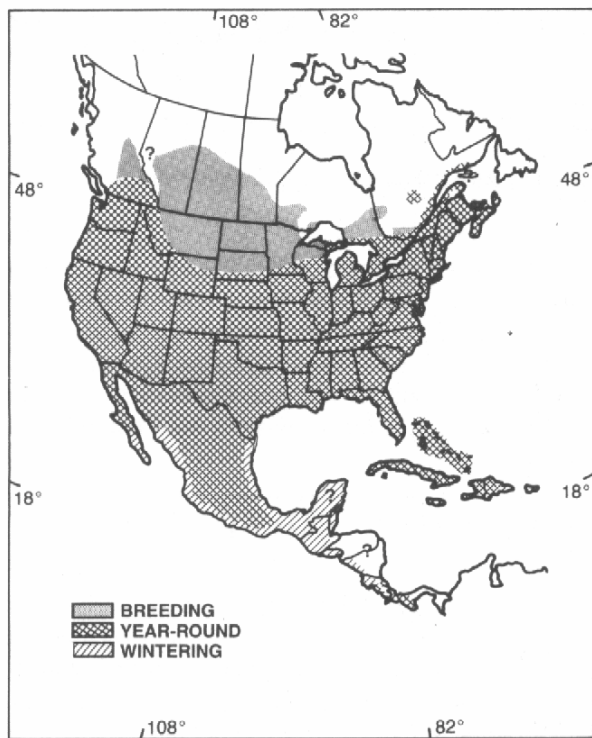 108° 82°
?
48° 48°
18° 18°
?
?
BREEDING
YEAR-ROUND
WINTERING
108° 82°